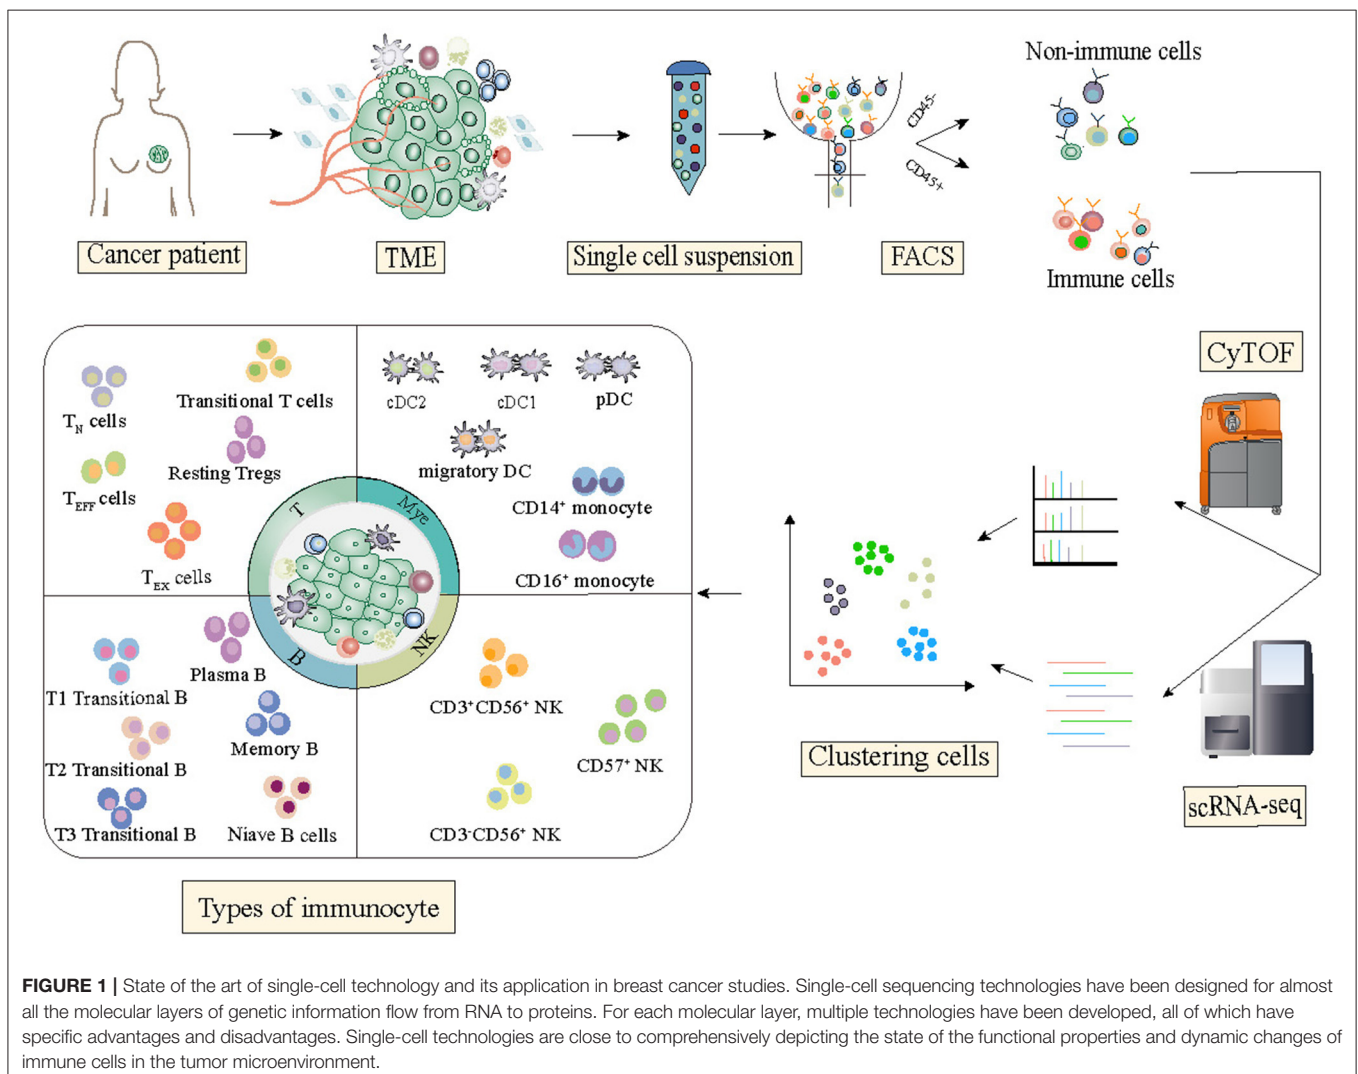 Non-immune cells
CD45-
CD45+
Immune cells
Cancer patient
TME
Single cell suspension
FACS
CyTOF
scRNA-seq
Clustering cells
T_N cells
Transitional T cells
Resting Tregs
T_EFF cells
T_EX cells
cDC2
cDC1
pDC
migratory DC
CD14⁺ monocyte
CD16⁺ monocyte
T
Mye
B
NK
Plasma B
T1 Transitional B
Memory B
T2 Transitional B
T3 Transitional B
Niave B cells
CD3⁺CD56⁺ NK
CD57⁺ NK
CD3⁻CD56⁺ NK
Types of immunocyte
FIGURE 1 | State of the art of single-cell technology and its application in breast cancer studies. Single-cell sequencing technologies have been designed for almost
all the molecular layers of genetic information flow from RNA to proteins. For each molecular layer, multiple technologies have been developed, all of which have
specific advantages and disadvantages. Single-cell technologies are close to comprehensively depicting the state of the functional properties and dynamic changes of
immune cells in the tumor microenvironment.